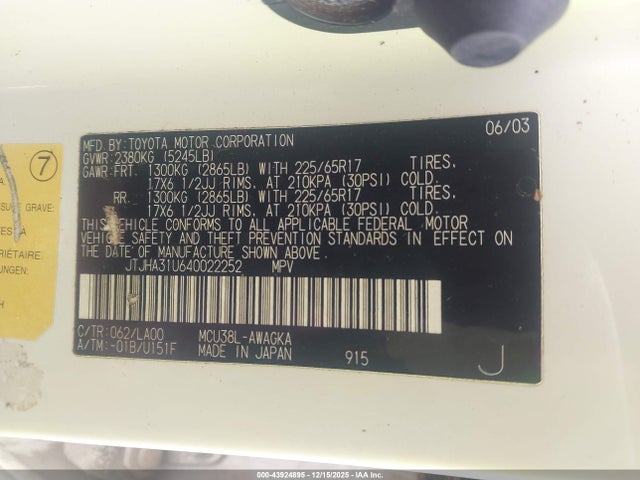 06/03
MFD. BY: TOYOTA MOTOR CORPORATION
GVWR: 2380KG (5245LB)
GAWR: FRT. 1300KG (2865LB) WITH 225/65R17 TIRES,
17X6 1/2JJ RIMS, AT 210KPA (30PSI) COLD.
RR. 1300KG (2865LB) WITH 225/65R17 TIRES,
17X6 1/2JJ RIMS, AT 210KPA (30PSI) COLD.
THIS VEHICLE CONFORMS TO ALL APPLICABLE FEDERAL MOTOR
VEHICLE SAFETY AND THEFT PREVENTION STANDARDS IN EFFECT ON
THE DATE OF MANUFACTURE SHOWN ABOVE.
JTJHA31U640022252 MPV
C/TR: 062/LA00 MCU38L-AWAGKA
A/TM: -01B/U151F MADE IN JAPAN 915 J
7
GRAVE:
A
RIÉTAIRE.
UNGEN:
H
000-43924895 • 12/15/2025 • IAA Inc.